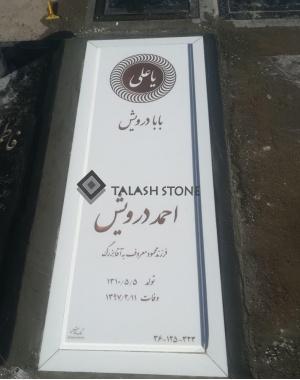 یا علی
بابا درویش
TALASH STONE
احمد درویش
فرزند محمود معروف به آقا بزرگ
تولد ۱۳۱۰/۵/۵
وفات ۱۳۹۷/۲/۱۱
۳۶-۱۲۵-۲۲۳